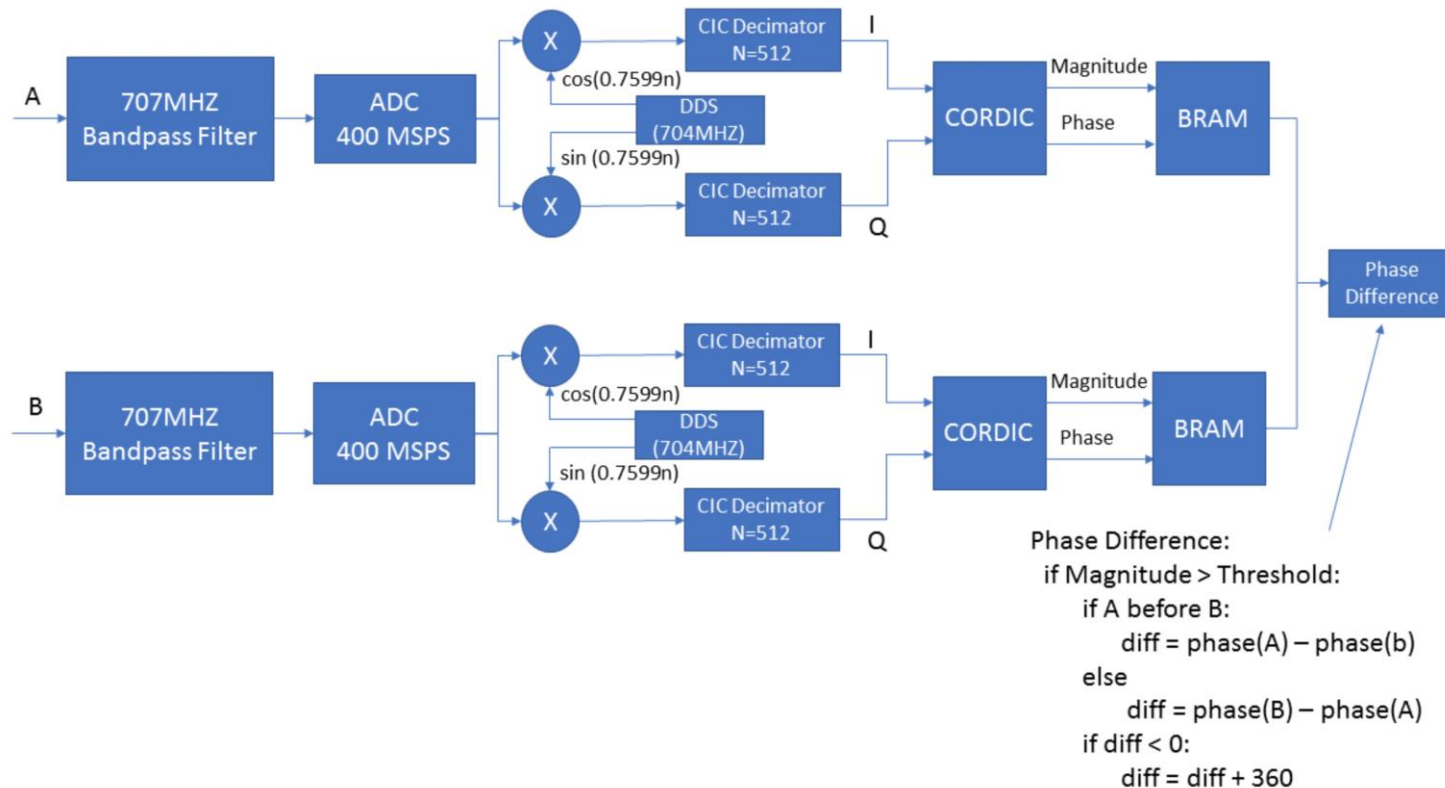 A
707MHZ
Bandpass Filter
ADC
400 MSPS
X
cos(0.7599n)
DDS
(704MHZ)
sin (0.7599n)
X
CIC Decimator
N=512
I
CIC Decimator
N=512
Q
CORDIC
Magnitude
Phase
BRAM
Phase
Difference
B
707MHZ
Bandpass Filter
ADC
400 MSPS
X
cos(0.7599n)
DDS
(704MHZ)
sin (0.7599n)
X
CIC Decimator
N=512
I
CIC Decimator
N=512
Q
CORDIC
Magnitude
Phase
BRAM
Phase Difference:
if Magnitude > Threshold:
if A before B:
diff = phase(A) – phase(b)
else
diff = phase(B) – phase(A)
if diff < 0:
diff = diff + 360